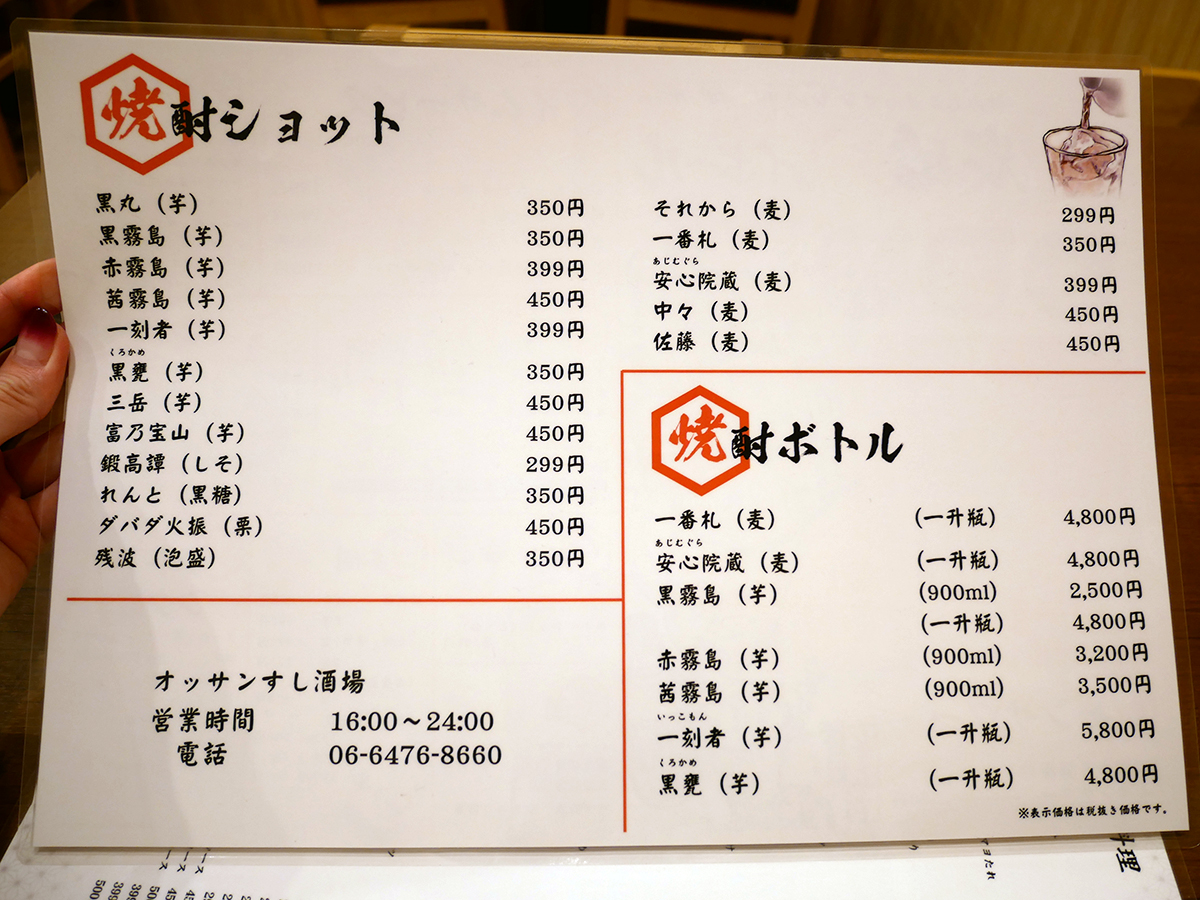 焼酎ショット
黒丸（芋） 350円
黒霧島（芋） 350円
赤霧島（芋） 399円
茜霧島（芋） 450円
一刻者（芋） 399円
くろかめ
黒甕（芋） 350円
三岳（芋） 450円
富乃宝山（芋） 450円
鍛高譚（しそ） 299円
れんと（黒糖） 350円
ダバダ火振（栗） 450円
残波（泡盛） 350円
それから（麦） 299円
一番札（麦） 350円
あじむぐら
安心院蔵（麦） 399円
中々（麦） 450円
佐藤（麦） 450円
焼酎ボトル
一番札（麦） (一升瓶) 4,800円
あじむぐら
安心院蔵（麦） (一升瓶) 4,800円
黒霧島（芋） (900ml) 2,500円
(一升瓶) 4,800円
赤霧島（芋） (900ml) 3,200円
茜霧島（芋） (900ml) 3,500円
いっこもん
一刻者（芋） (一升瓶) 5,800円
くろかめ
黒甕（芋） (一升瓶) 4,800円
※表示価格は税抜き価格です。
オッサンすし酒場
営業時間 16:00～24:00
電話 06-6476-8660
料理